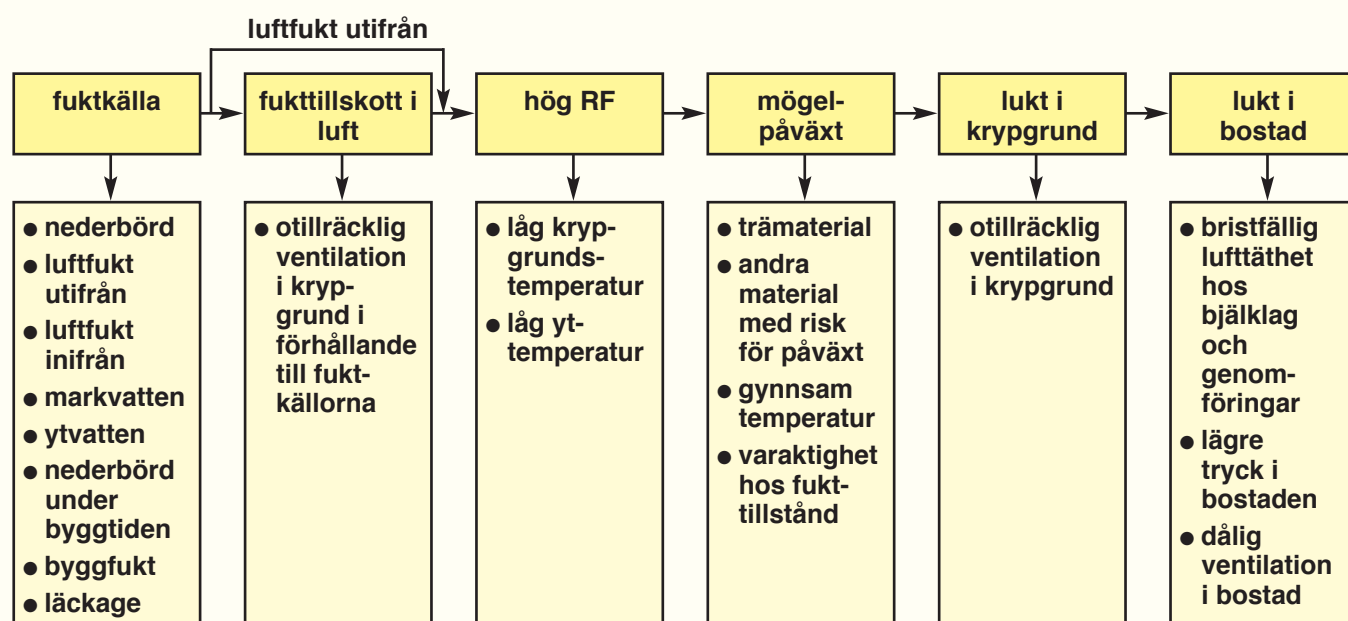 luftfukt utifrån
fuktkälla
fukttillskott i
luft
hög RF
mögel-
påväxt
lukt i
krypgrund
lukt i
bostad
● nederbörd
● luftfukt
utifrån
● luftfukt
inifrån
● markvatten
● ytvatten
● nederbörd
under
byggtiden
● byggfukt
● läckage
● otillräcklig
ventilation
i kryp-
grund i
förhållande
till fukt-
källorna
● låg kryp-
grunds-
temperatur
● låg yt-
temperatur
● trämaterial
● andra
material
med risk
för påväxt
● gynnsam
temperatur
● varaktighet
hos fukt-
tillstånd
● otillräcklig
ventilation
i krypgrund
● bristfällig
lufttäthet
hos
bjälklag
och
genom-
föringar
● lägre
tryck i
bostaden
● dålig
ventilation
i bostad